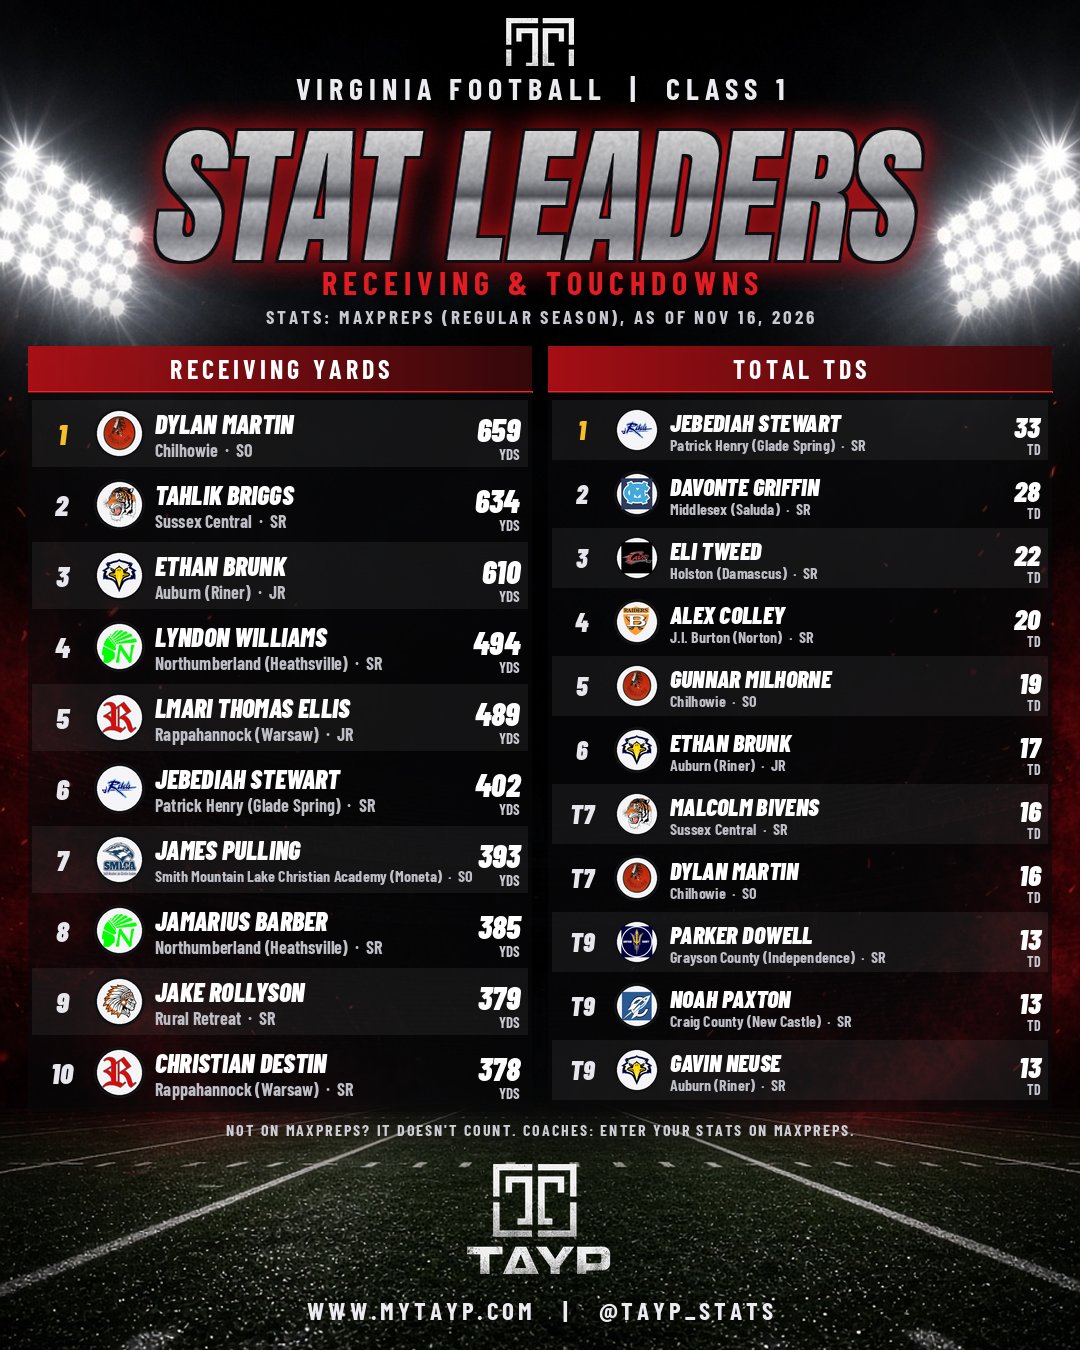 VIRGINIA FOOTBALL | CLASS 1
STAT LEADERS
RECEIVING & TOUCHDOWNS
STATS: MAXPREPS (REGULAR SEASON), AS OF NOV 16, 2026
RECEIVING YARDS
1 DYLAN MARTIN 659
Chilhowie · SO YDS
2 TAHLIK BRIGGS 634
Sussex Central · SR YDS
3 ETHAN BRUNK 610
Auburn (Riner) · JR YDS
4 LYNDON WILLIAMS 494
Northumberland (Heathsville) · SR YDS
5 LMARI THOMAS ELLIS 489
Rappahannock (Warsaw) · JR YDS
6 JEBEDIAH STEWART 402
Patrick Henry (Glade Spring) · SR YDS
7 JAMES PULLING 393
Smith Mountain Lake Christian Academy (Moneta) · SO YDS
8 JAMARIUS BARBER 385
Northumberland (Heathsville) · SR YDS
9 JAKE ROLLYSON 379
Rural Retreat · SR YDS
10 CHRISTIAN DESTIN 378
Rappahannock (Warsaw) · SR YDS
TOTAL TDS
1 JEBEDIAH STEWART 33
Patrick Henry (Glade Spring) · SR TD
2 DAVONTE GRIFFIN 28
Middlesex (Saluda) · SR TD
3 ELI TWEED 22
Holston (Damascus) · SR TD
4 ALEX COLLEY 20
J.I. Burton (Norton) · SR TD
5 GUNNAR MILHORNE 19
Chilhowie · SO TD
6 ETHAN BRUNK 17
Auburn (Riner) · JR TD
T7 MALCOLM BIVENS 16
Sussex Central · SR TD
T7 DYLAN MARTIN 16
Chilhowie · SO TD
T9 PARKER DOWELL 13
Grayson County (Independence) · SR TD
T9 NOAH PAXTON 13
Craig County (New Castle) · SR TD
T9 GAVIN NEUSE 13
Auburn (Riner) · SR TD
NOT ON MAXPREPS? IT DOESN'T COUNT. COACHES: ENTER YOUR STATS ON MAXPREPS.
TAYP
WWW.MYTAYP.COM | @TAYP_STATS